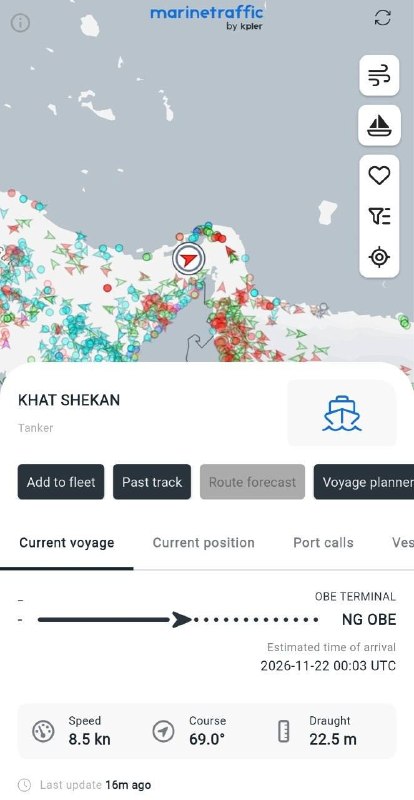 marinetraffic
by kpler
KHAT SHEKAN
Tanker
Add to fleet
Past track
Route forecast
Voyage planner
Current voyage
Current position
Port calls
Ves
OBE TERMINAL
NG OBE
Estimated time of arrival
2026-11-22 00:03 UTC
Speed
8.5 kn
Course
69.0°
Draught
22.5 m
Last update 16m ago